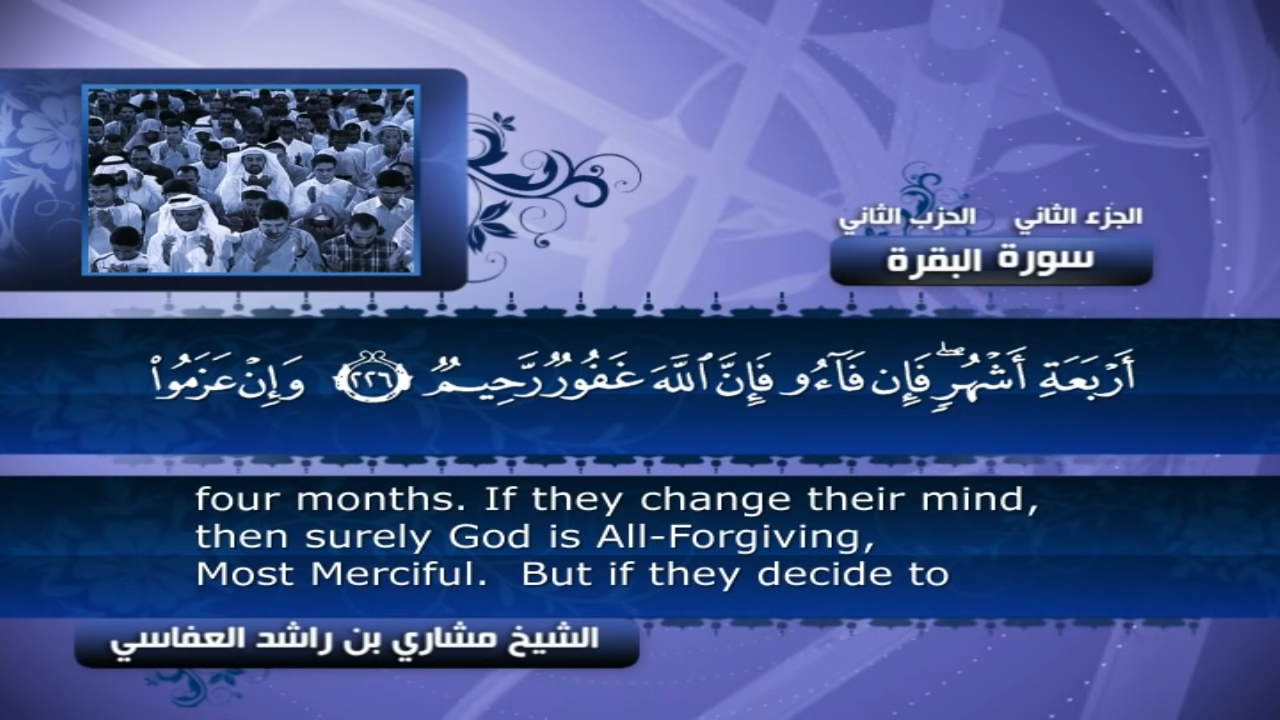 الجزء الثاني الحزب الثاني
سورة البقرة
أَرْبَعَةِ أَشْهُرٍۖ فَإِن فَآءُو فَإِنَّ ٱللَّهَ غَفُورٌ رَّحِيمٌ ٢٢٦ وَإِنْ عَزَمُوا۟
four months. If they change their mind,
then surely God is All-Forgiving,
Most Merciful. But if they decide to
الشيخ مشاري بن راشد العفاسي